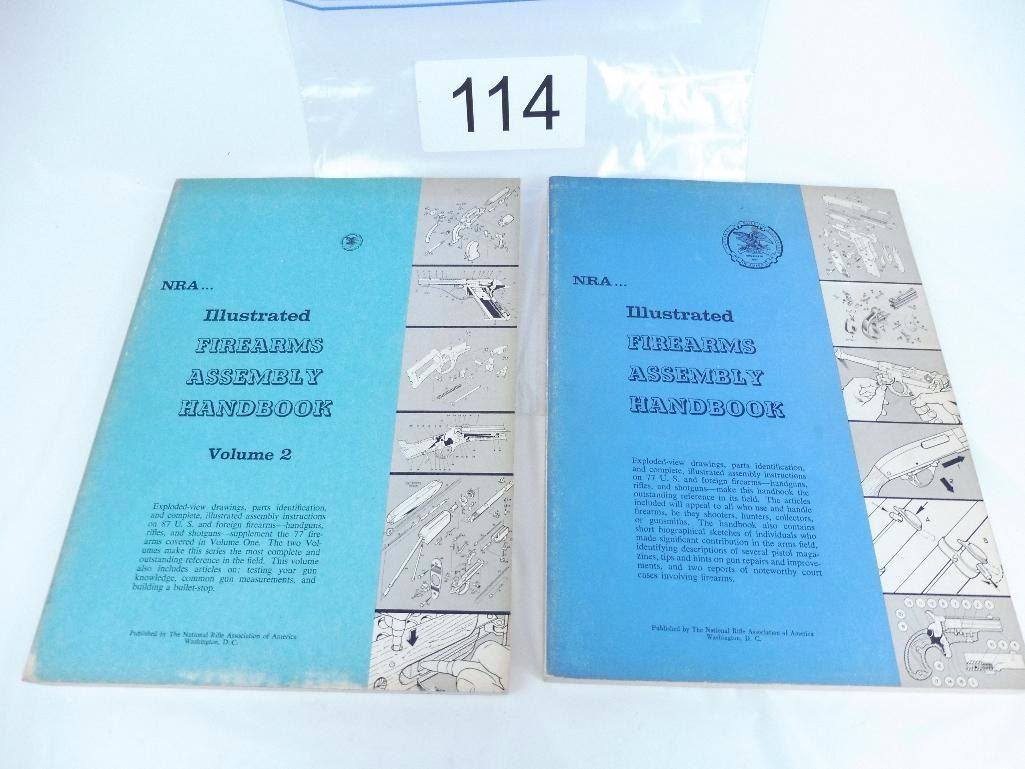 114
NRA...
Illustrated
FIREARMS
ASSEMBLY
HANDBOOK
Volume 2
Exploded-view drawings, parts identification,
and complete, illustrated assembly instructions
on 87 U. S. and foreign firearms—handguns,
rifles, and shotguns—supplement the 77 fire-
arms covered in Volume One. The two Vol-
umes make this series the most complete and
outstanding reference in the field. This volume
also includes articles on: testing your gun
knowledge, common gun measurements, and
building a bullet-stop.
Published by The National Rifle Association of America
Washington, D. C.
NRA...
Illustrated
FIREARMS
ASSEMBLY
HANDBOOK
Exploded-view drawings, parts identification,
and complete, illustrated assembly instructions
on 77 U. S. and foreign firearms—handguns,
rifles, and shotguns—make this handbook the
outstanding reference in its field. The articles
included will appeal to all who use and handle
firearms, be they shooters, hunters, collectors,
or gunsmiths. The handbook also contains
short biographical sketches of individuals who
made significant contribution in the arms field,
identifying descriptions of several pistol maga-
zines, tips and hints on gun repairs and improve-
ments, and two reports of noteworthy court
cases involving firearms.
Published by The National Rifle Association of America
Washington, D. C.